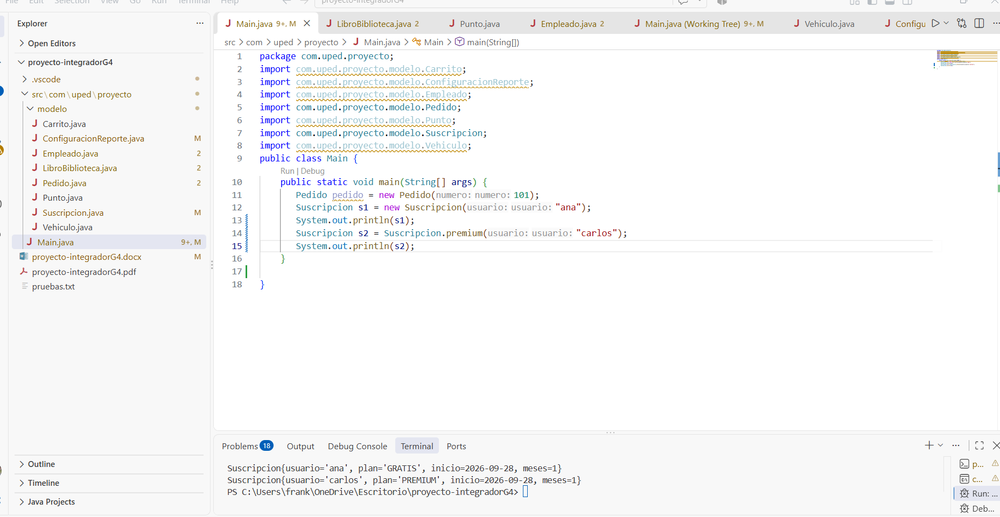 File Edit Selection View Go Run Terminal Help
proyecto-integradorG4
Explorer
Open Editors
proyecto-integradorG4
.vscode
src\com\uped\proyecto
modelo
Carrito.java
ConfiguracionReporte.java M
Empleado.java 2
LibroBiblioteca.java 2
Pedido.java 2
Punto.java
Suscripcion.java M
Vehiculo.java
Main.java 9+, M
proyecto-integradorG4.docx M
proyecto-integradorG4.pdf
pruebas.txt
Outline
Timeline
Java Projects
Main.java 9+, M LibroBiblioteca.java 2 Punto.java Empleado.java 2 Main.java (Working Tree) 9+, M Vehiculo.java Configu
src > com > uped > proyecto > Main.java > Main > main(String[])
1 package com.uped.proyecto;
2 import com.uped.proyecto.modelo.Carrito;
3 import com.uped.proyecto.modelo.ConfiguracionReporte;
4 import com.uped.proyecto.modelo.Empleado;
5 import com.uped.proyecto.modelo.Pedido;
6 import com.uped.proyecto.modelo.Punto;
7 import com.uped.proyecto.modelo.Suscripcion;
8 import com.uped.proyecto.modelo.Vehiculo;
9 public class Main {
Run | Debug
10 public static void main(String[] args) {
11 Pedido pedido = new Pedido(numero: numero: 101);
12 Suscripcion s1 = new Suscripcion(usuario: usuario: "ana");
13 System.out.println(s1);
14 Suscripcion s2 = Suscripcion.premium(usuario: usuario: "carlos");
15 System.out.println(s2);
16 }
17
18 }
Problems 18 Output Debug Console Terminal Ports
Suscripcion{usuario='ana', plan='GRATIS', inicio=2026-09-28, meses=1}
Suscripcion{usuario='carlos', plan='PREMIUM', inicio=2026-09-28, meses=1}
PS C:\Users\frank\OneDrive\Escritorio\proyecto-integradorG4>
p...
c...
Run: ...
Deb...